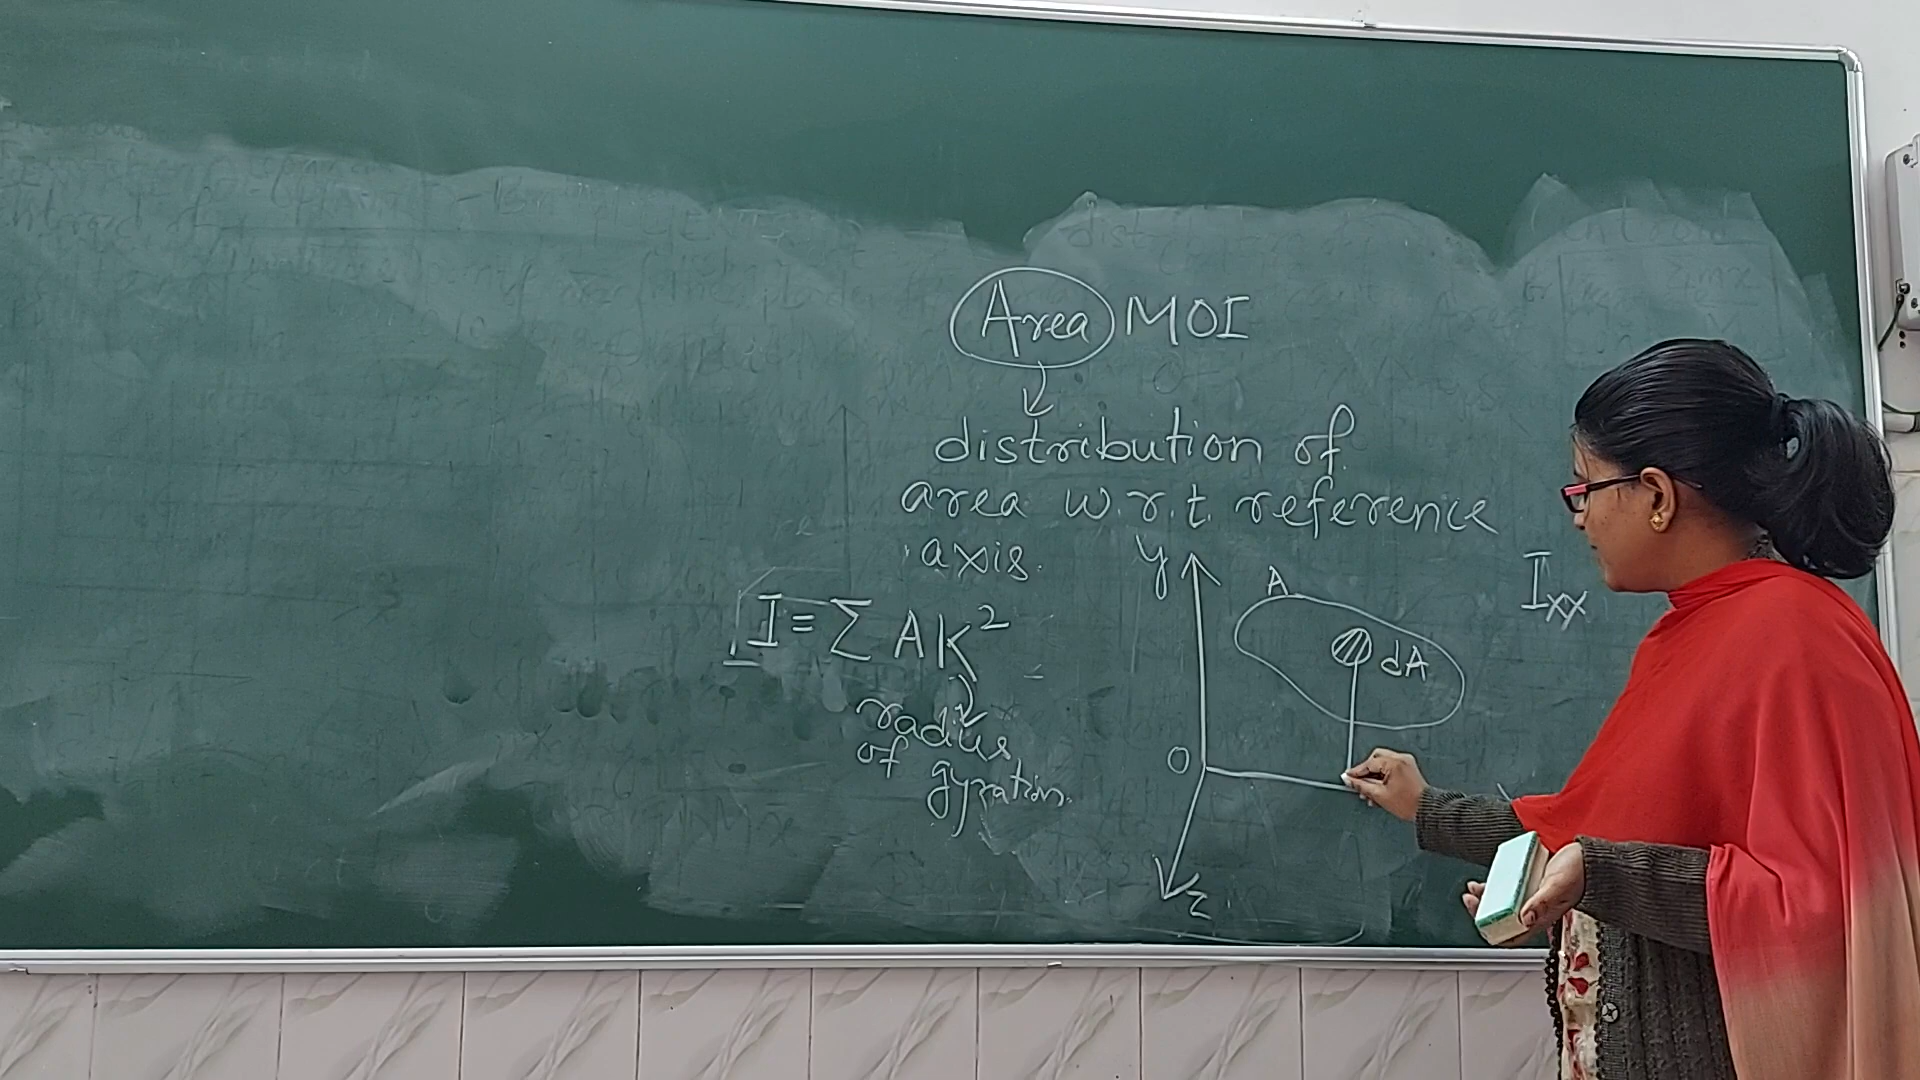 Area MOI
distribution of
area w.r.t. reference
axis.
I = Σ AK²
radius
of
gyration.
y
A
dA
O
z
Ixx